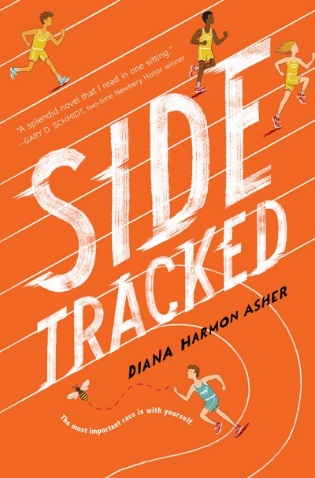 "A splendid novel that I read in one sitting."
—GARY D. SCHMIDT, two-time Newbery Honor winner
SIDE
TRACKED
DIANA HARMON ASHER
The most important race is with yourself.